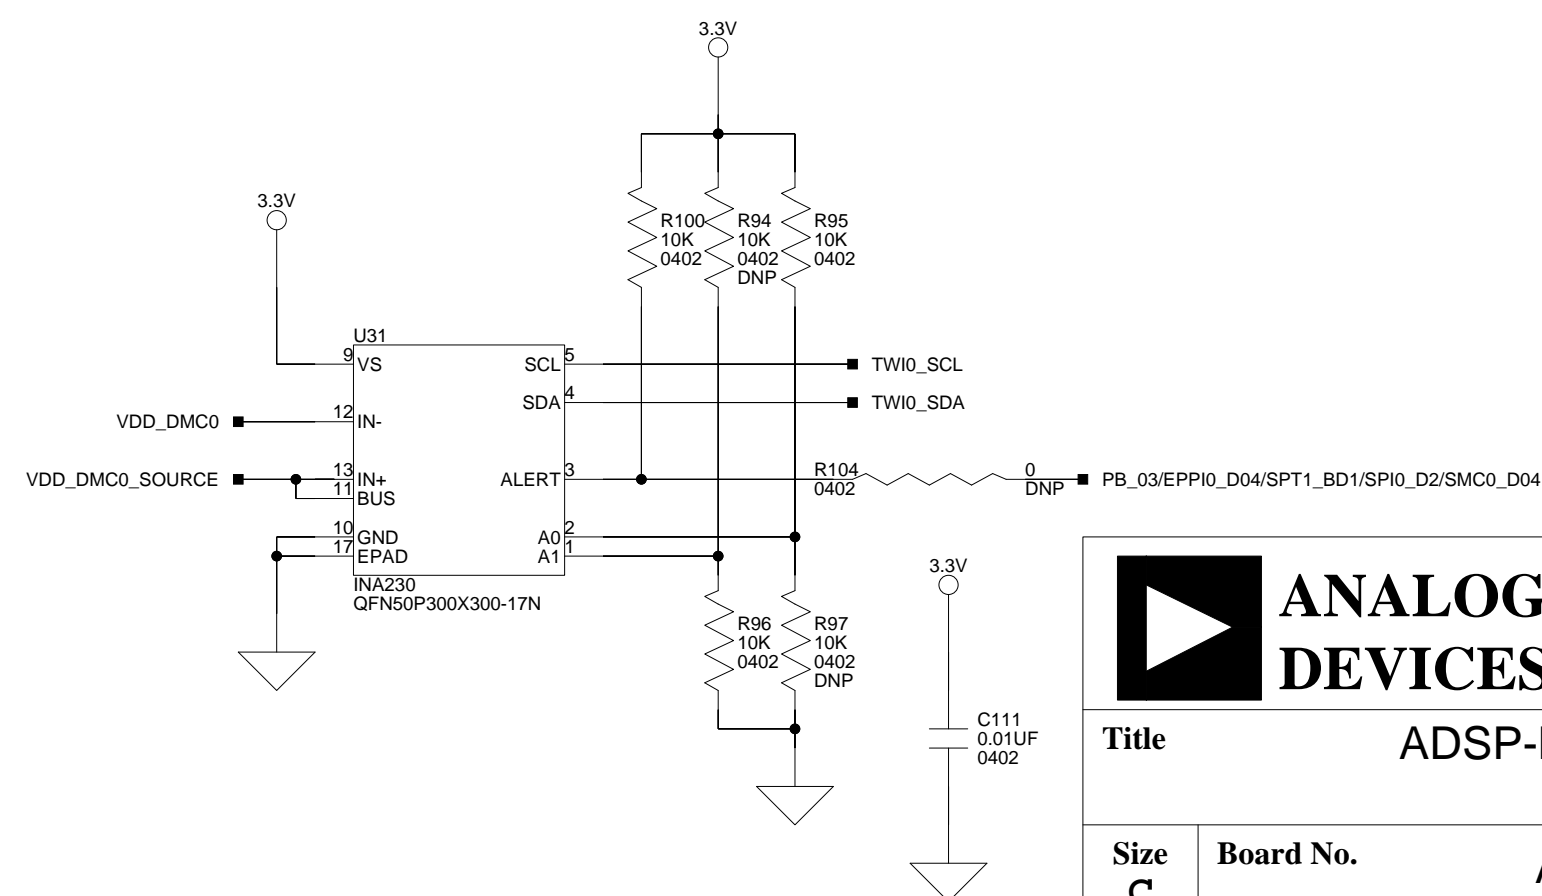 3.3V
3.3V
R100
10K
0402
R94
10K
0402
DNP
R95
10K
0402
U31
9
VS
SCL
5
TWI0_SCL
SDA
4
TWI0_SDA
VDD_DMC0
12
IN-
VDD_DMC0_SOURCE
13
IN+
11
BUS
ALERT
3
R104
0402
0
DNP
PB_03/EPPI0_D04/SPT1_BD1/SPI0_D2/SMC0_D04
10
GND
17
EPAD
A0
2
A1
1
INA230
QFN50P300X300-17N
R96
10K
0402
R97
10K
0402
DNP
3.3V
C111
0.01UF
0402
ANALOG
DEVICES
Title
ADSP-
Size
Board No.